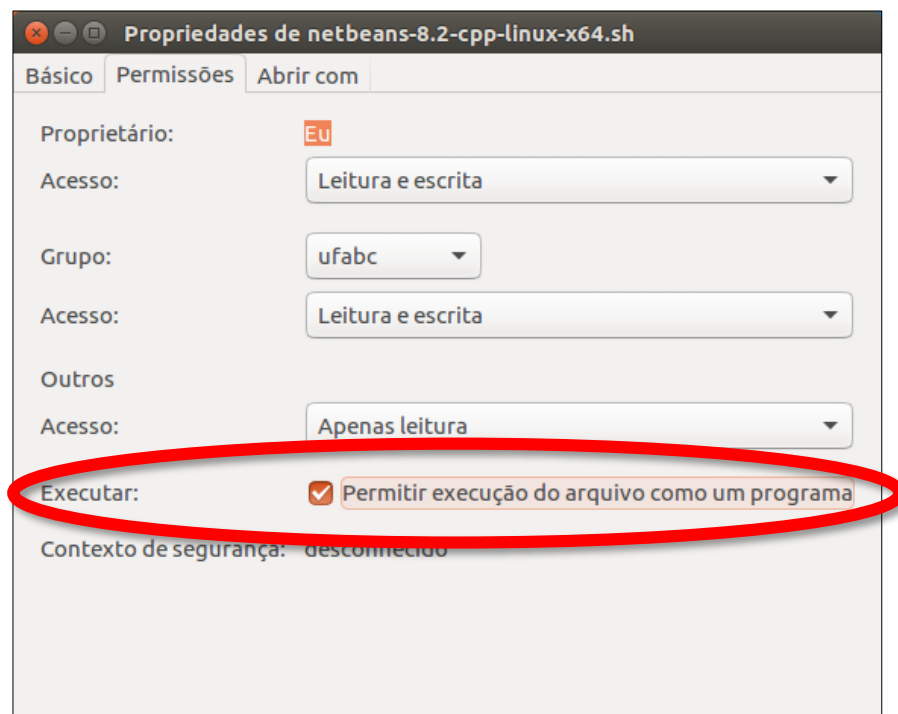 Propriedades de netbeans-8.2-cpp-linux-x64.sh
Básico Permissões Abrir com
Proprietário: Eu
Acesso: Leitura e escrita
Grupo: ufabc
Acesso: Leitura e escrita
Outros
Acesso: Apenas leitura
Executar: Permitir execução do arquivo como um programa
Contexto de segurança: desconhecido